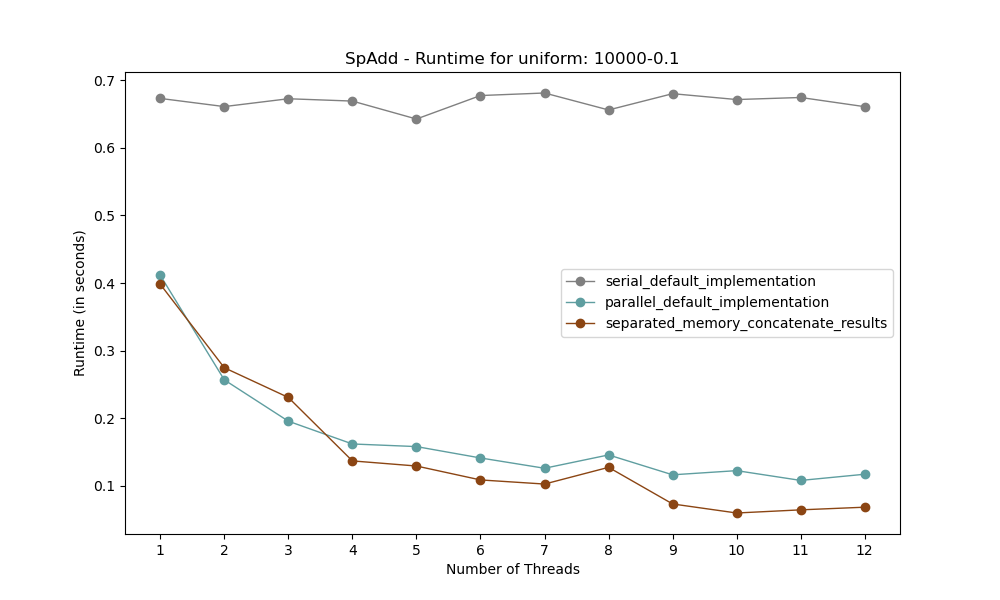 SpAdd - Runtime for uniform: 10000-0.1
0.7
0.6
0.5
0.4
0.3
0.2
0.1
Runtime (in seconds)
serial_default_implementation
parallel_default_implementation
separated_memory_concatenate_results
1 2 3 4 5 6 7 8 9 10 11 12
Number of Threads